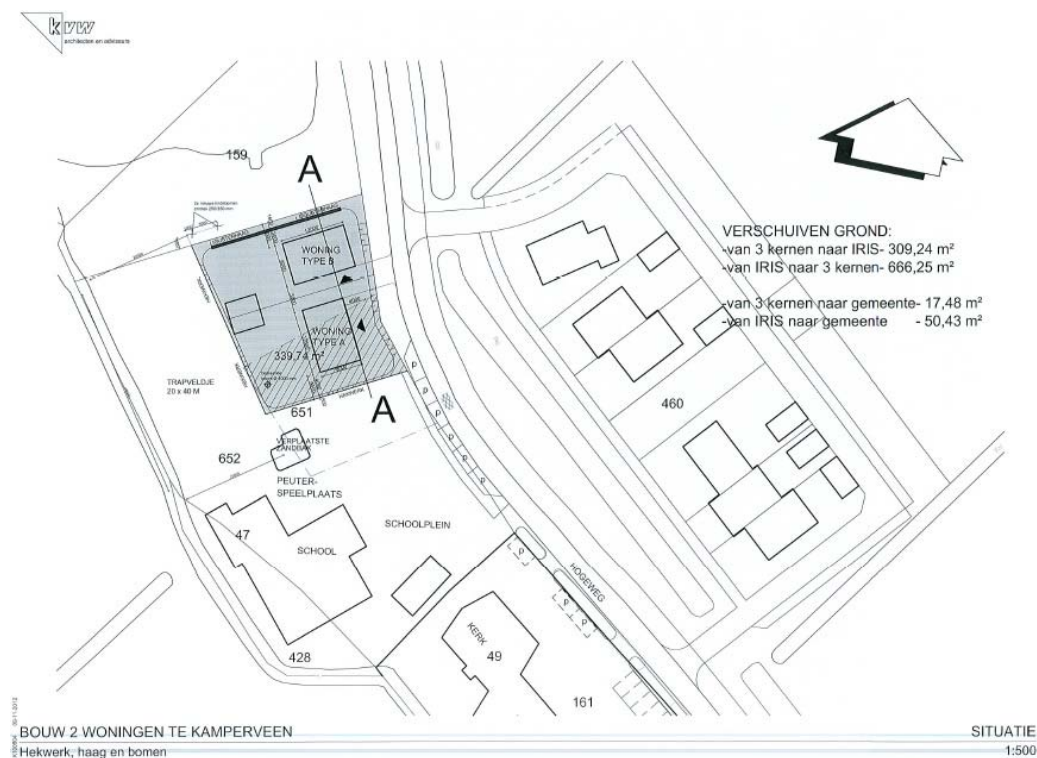 kvw
architecten en adviseurs
159
A
VERSCHUIVEN GROND:
-van 3 kernen naar IRIS- 309,24 m²
-van IRIS naar 3 kernen- 666,25 m²
-van 3 kernen naar gemeente- 17,48 m²
-van IRIS naar gemeente - 50,43 m²
WONING
TYPE B
WONING
TYPE A
339,74 m²
TRAPVELDJE
20 x 40 M
HEKWERK
A
651
652
VERPLAATSTE
ZANDBAK
PEUTER-
SPEELPLAATS
P
P
P
P
P
P
460
47
SCHOOL
SCHOOLPLEIN
P
HOGEWEG
P
P
KERK
49
428
161
BOUW 2 WONINGEN TE KAMPERVEEN
SITUATIE
Hekwerk, haag en bomen
1:500